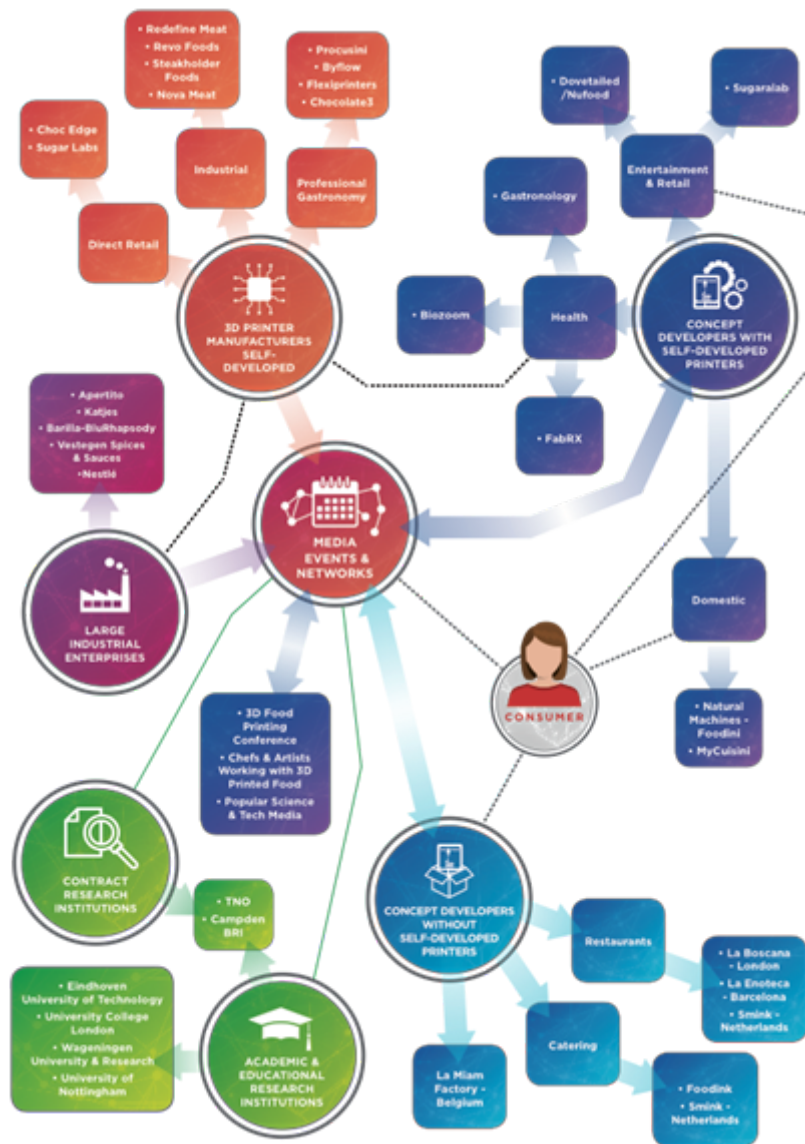 • Redefine Meat
• Revo Foods
• Steakholder
Foods
• Nova Meat
• Procusini
• Byflow
• Flexiprinters
• Chocolate3
• Choc Edge
• Sugar Labs
Industrial
Professional
Gastronomy
Direct Retail
3D PRINTER
MANUFACTURERS
SELF-
DEVELOPED
• Dovetailed
/Nufood
• Sugaralab
Entertainment
& Retail
• Gastronology
• Biozoom
Health
• FabRX
CONCEPT
DEVELOPERS WITH
SELF-DEVELOPED
PRINTERS
• Apertito
• Katjes
• Barilla-BluRhapsody
• Vestegen Spices
& Sauces
• Nestlé
MEDIA
EVENTS &
NETWORKS
LARGE
INDUSTRIAL
ENTERPRISES
Domestic
• Natural
Machines -
Foodini
• MyCuisini
CONSUMER
• 3D Food
Printing
Conference
• Chefs & Artists
Working with 3D
Printed Food
• Popular Science
& Tech Media
CONTRACT
RESEARCH
INSTITUTIONS
• TNO
• Campden
BRI
• Eindhoven
University of Technology
• University College
London
• Wageningen
University & Research
• University of
Nottingham
ACADEMIC &
EDUCATIONAL
RESEARCH
INSTITUTIONS
CONCEPT DEVELOPERS
WITHOUT
SELF-DEVELOPED
PRINTERS
Restaurants
• La Boscana
- London
• La Enoteca -
Barcelona
• Smink -
Netherlands
Catering
• Foodink
• Smink -
Netherlands
La Miam
Factory -
Belgium